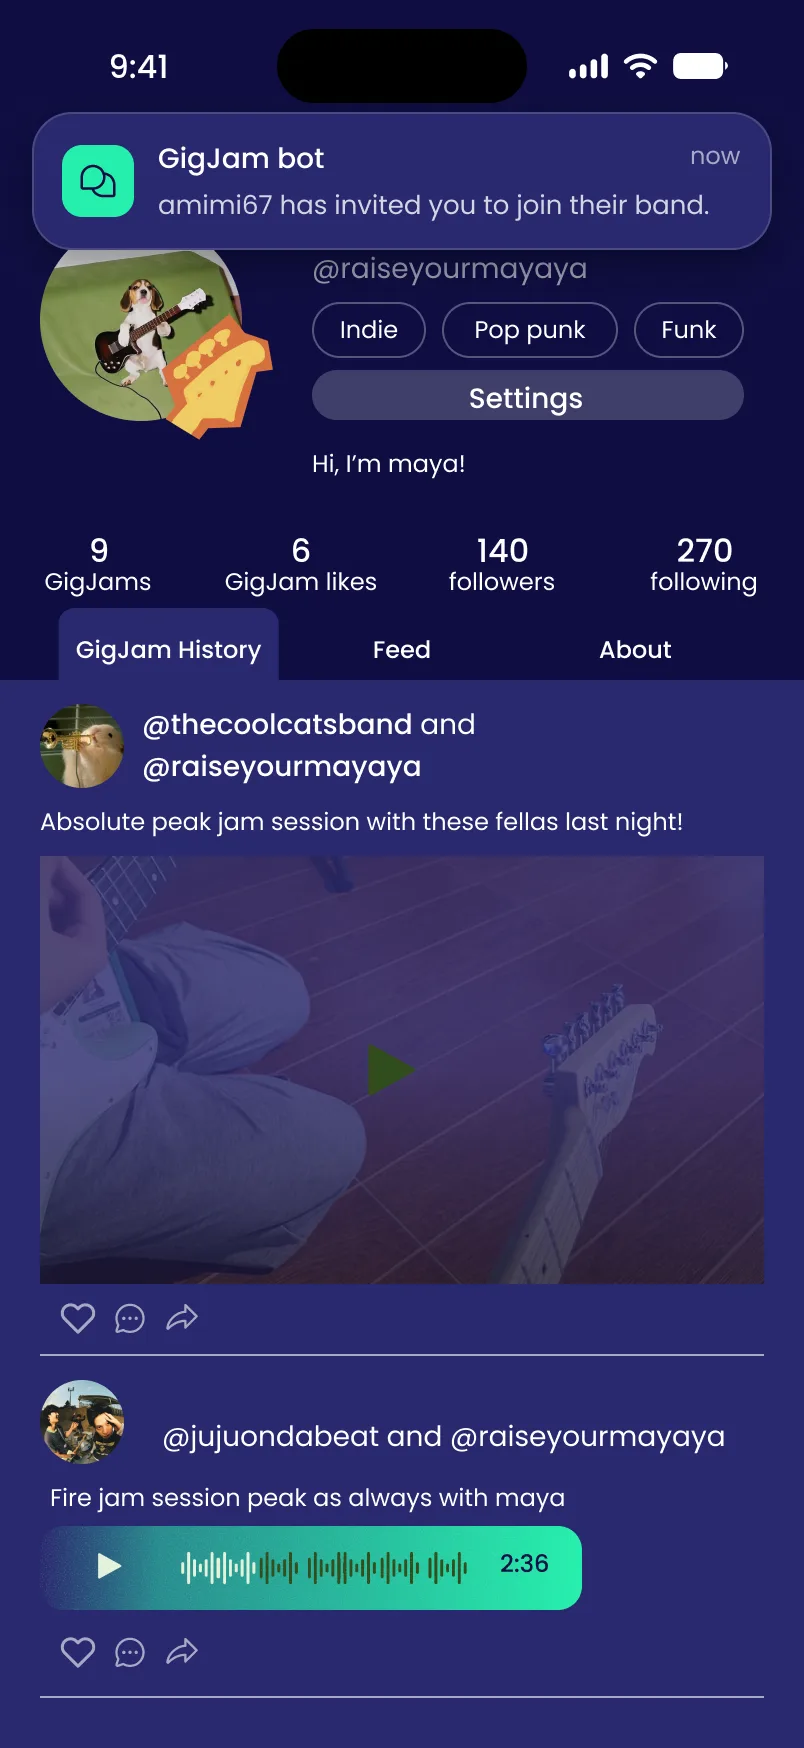 9:41
GigJam bot
now
amimi67 has invited you to join their band.
@raiseyourmayaya
Indie
Pop punk
Funk
Settings
Hi, I’m maya!
9
6
140
270
GigJams
GigJam likes
followers
following
GigJam History
Feed
About
@thecoolcatsband and
@raiseyourmayaya
Absolute peak jam session with these fellas last night!
@jujuondabeat and @raiseyourmayaya
Fire jam session peak as always with maya
2:36